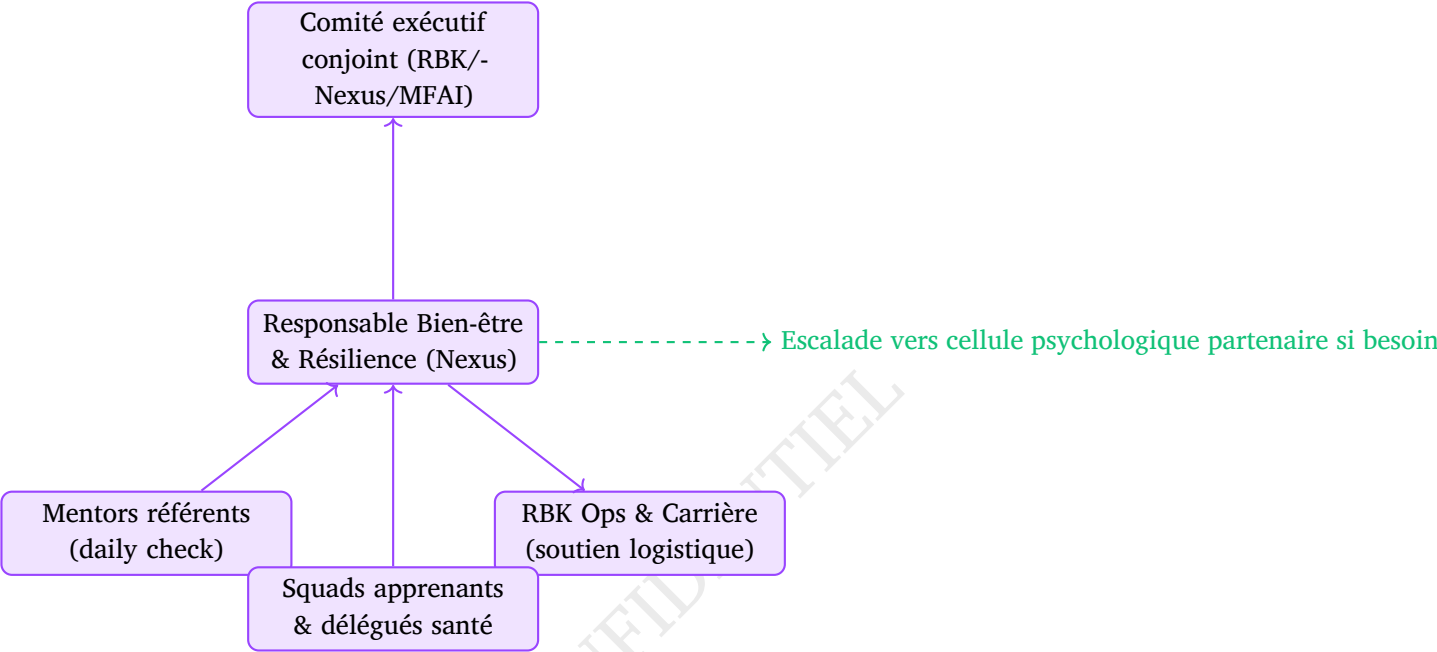 Comité exécutif
conjoint (RBK/-
Nexus/MFAI)
Responsable Bien-être
& Résilience (Nexus)
Escalade vers cellule psychologique partenaire si besoin
Mentors référents
(daily check)
RBK Ops & Carrière
(soutien logistique)
Squads apprenants
& délégués santé